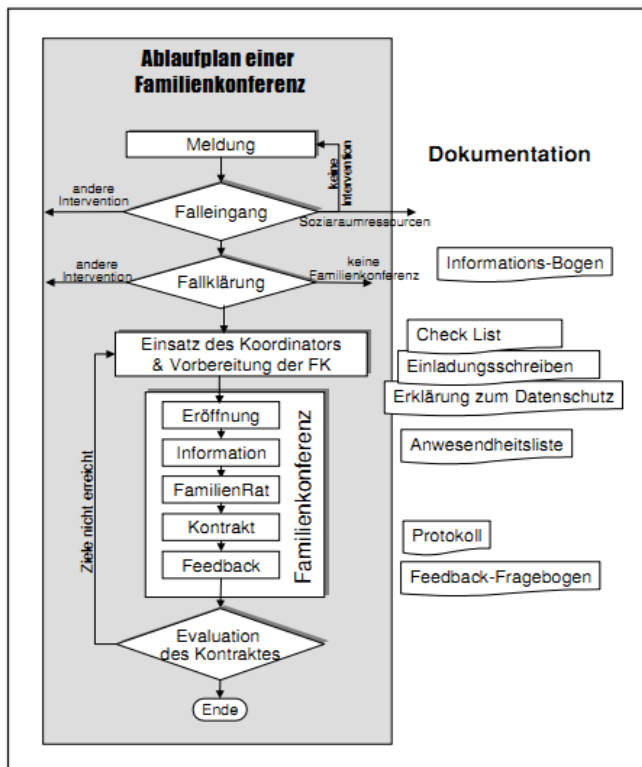 Ablaufplan einer
Familienkonferenz
Meldung
keine
Intervention
Dokumentation
andere
Intervention
Falleingang
Soziaraumressourcen
andere
Intervention
Fallklärung
keine
Familienkonferenz
Informations-Bogen
Einsatz des Koordinators
& Vorbereitung der FK
Check List
Einladungsschreiben
Erklärung zum Datenschutz
Eröffnung
Information
FamilienRat
Kontrakt
Feedback
Familienkonferenz
Anwesendheitsliste
Protokoll
Feedback-Fragebogen
Ziele nicht erreicht
Evaluation
des Kontraktes
Ende